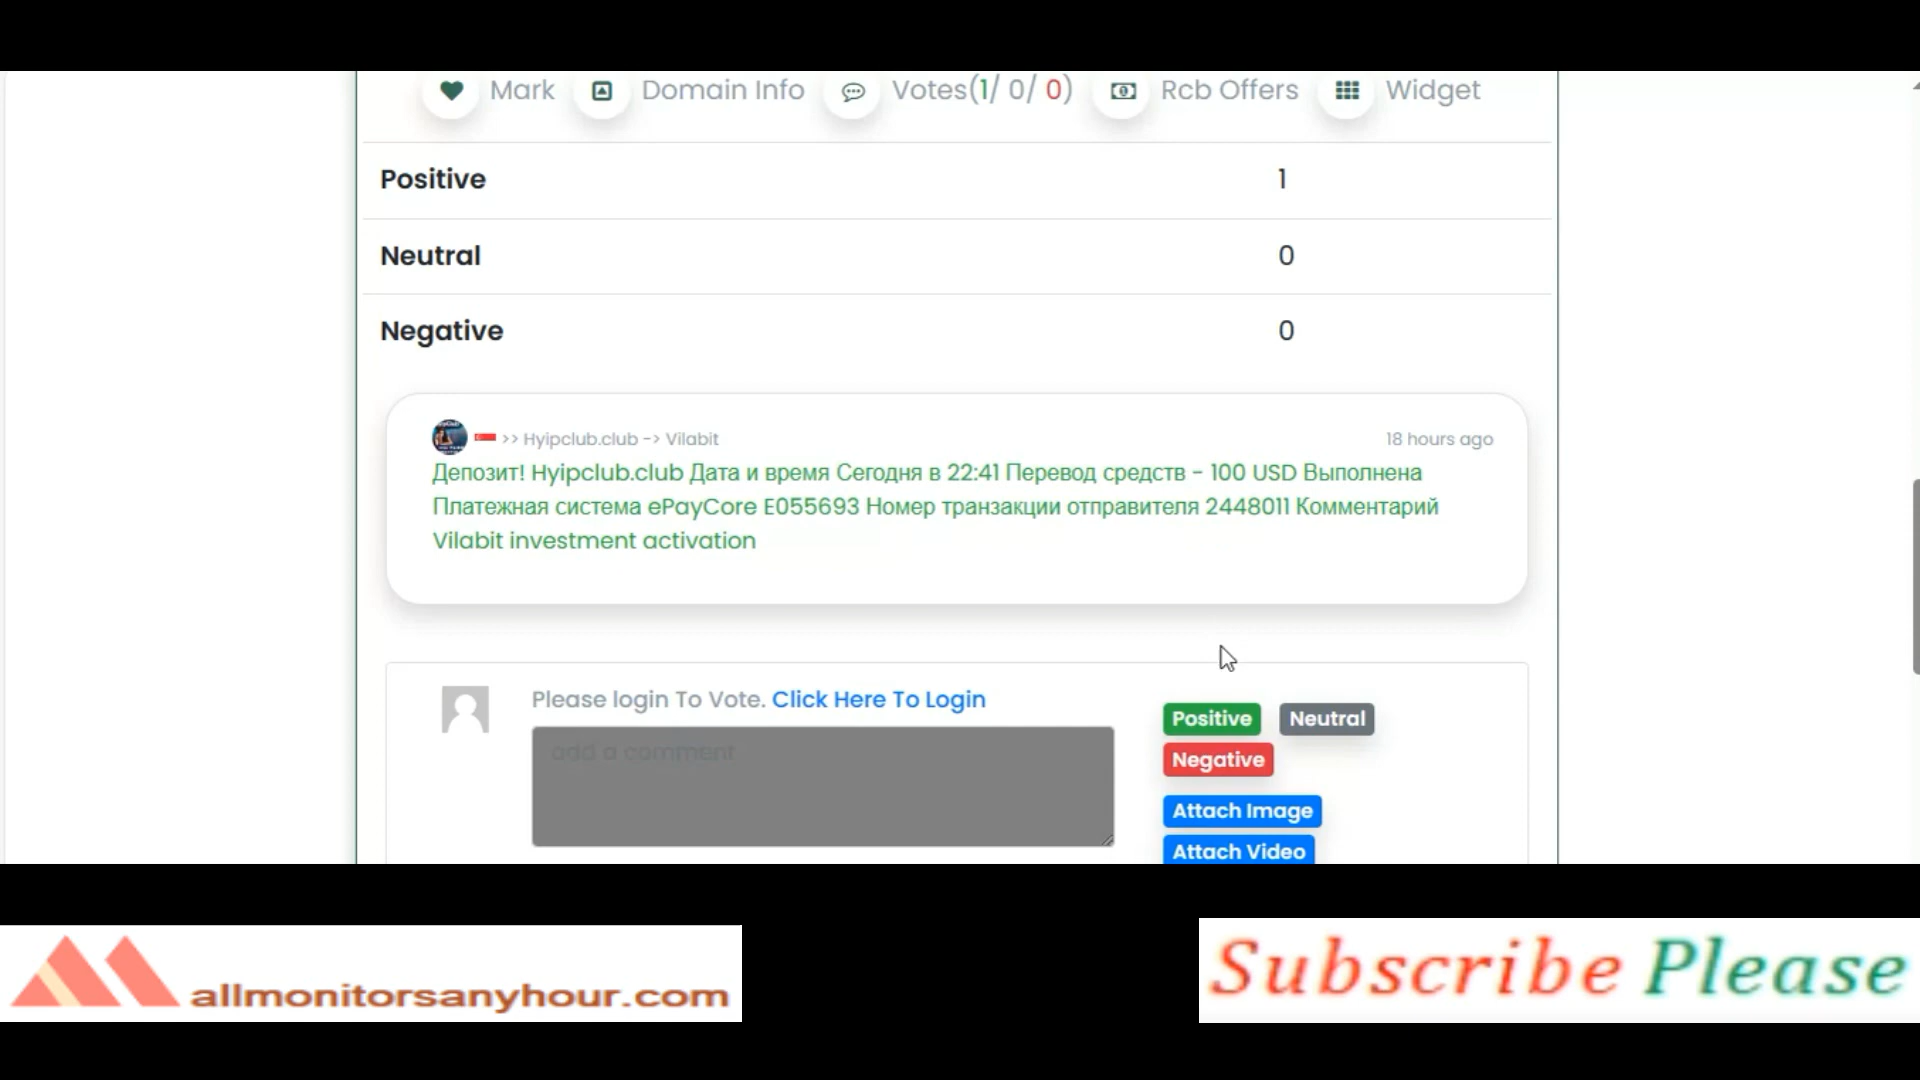 Mark Domain Info Votes(1/ 0/ 0) Rcb Offers Widget
Positive 1
Neutral 0
Negative 0
>> Hyipclub.club -> Vilabit 18 hours ago
Депозит! Hyipclub.club Дата и время Сегодня в 22:41 Перевод средств - 100 USD Выполнена
Платежная система ePayCore E055693 Номер транзакции отправителя 2448011 Комментарий
Vilabit investment activation
Please login To Vote. Click Here To Login
add a comment
Positive Neutral
Negative
Attach Image
Attach Video
allmonitorsanyhour.com
Subscribe Please